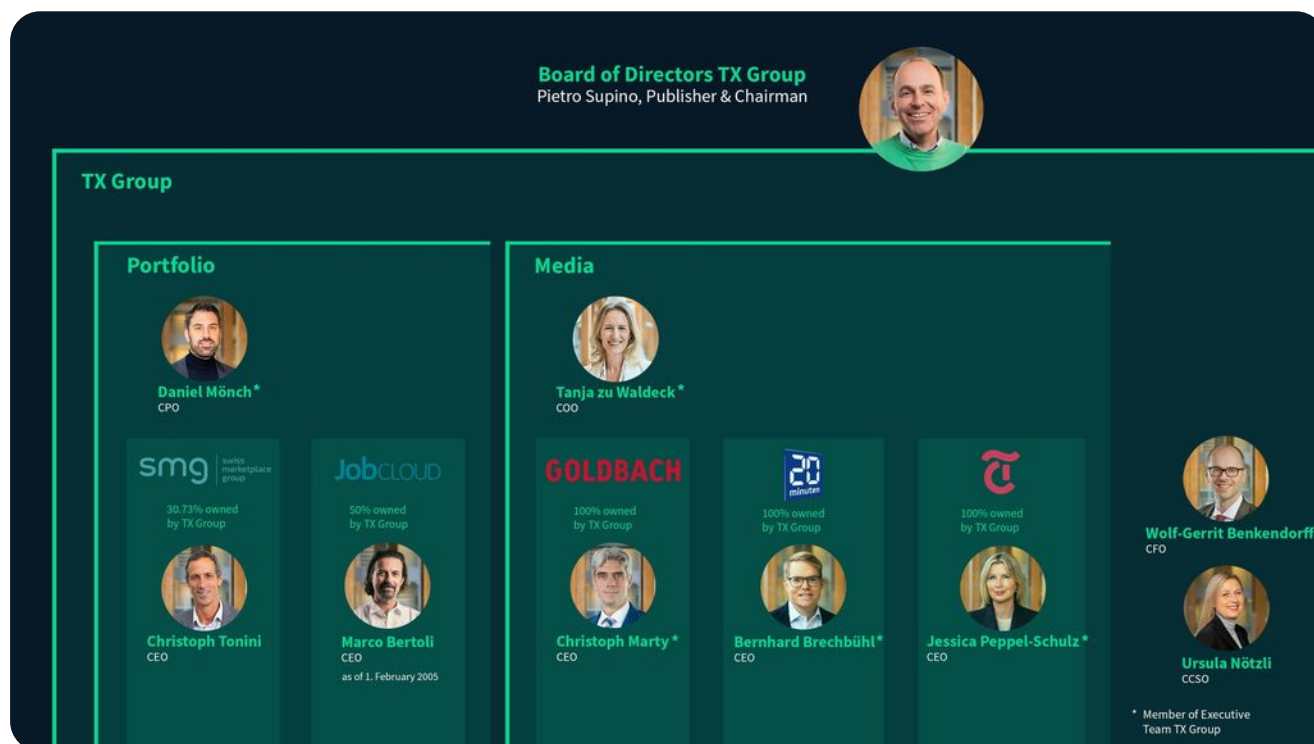 Board of Directors TX Group
Pietro Supino, Publisher & Chairman
TX Group
Portfolio
Daniel Mönch*
CPO
smg swiss
marketplace
group
30.73% owned
by TX Group
Christoph Tonini
CEO
JobCLOUD
50% owned
by TX Group
Marco Bertoli
CEO
as of 1. February 2005
Media
Tanja zu Waldeck*
COO
GOLDBACH
100% owned
by TX Group
Christoph Marty*
CEO
20
minuten
100% owned
by TX Group
Bernhard Brechbühl*
CEO
100% owned
by TX Group
Jessica Peppel-Schulz*
CEO
Wolf-Gerrit Benkendorff
CFO
Ursula Nötzli
CCSO
* Member of Executive
Team TX Group